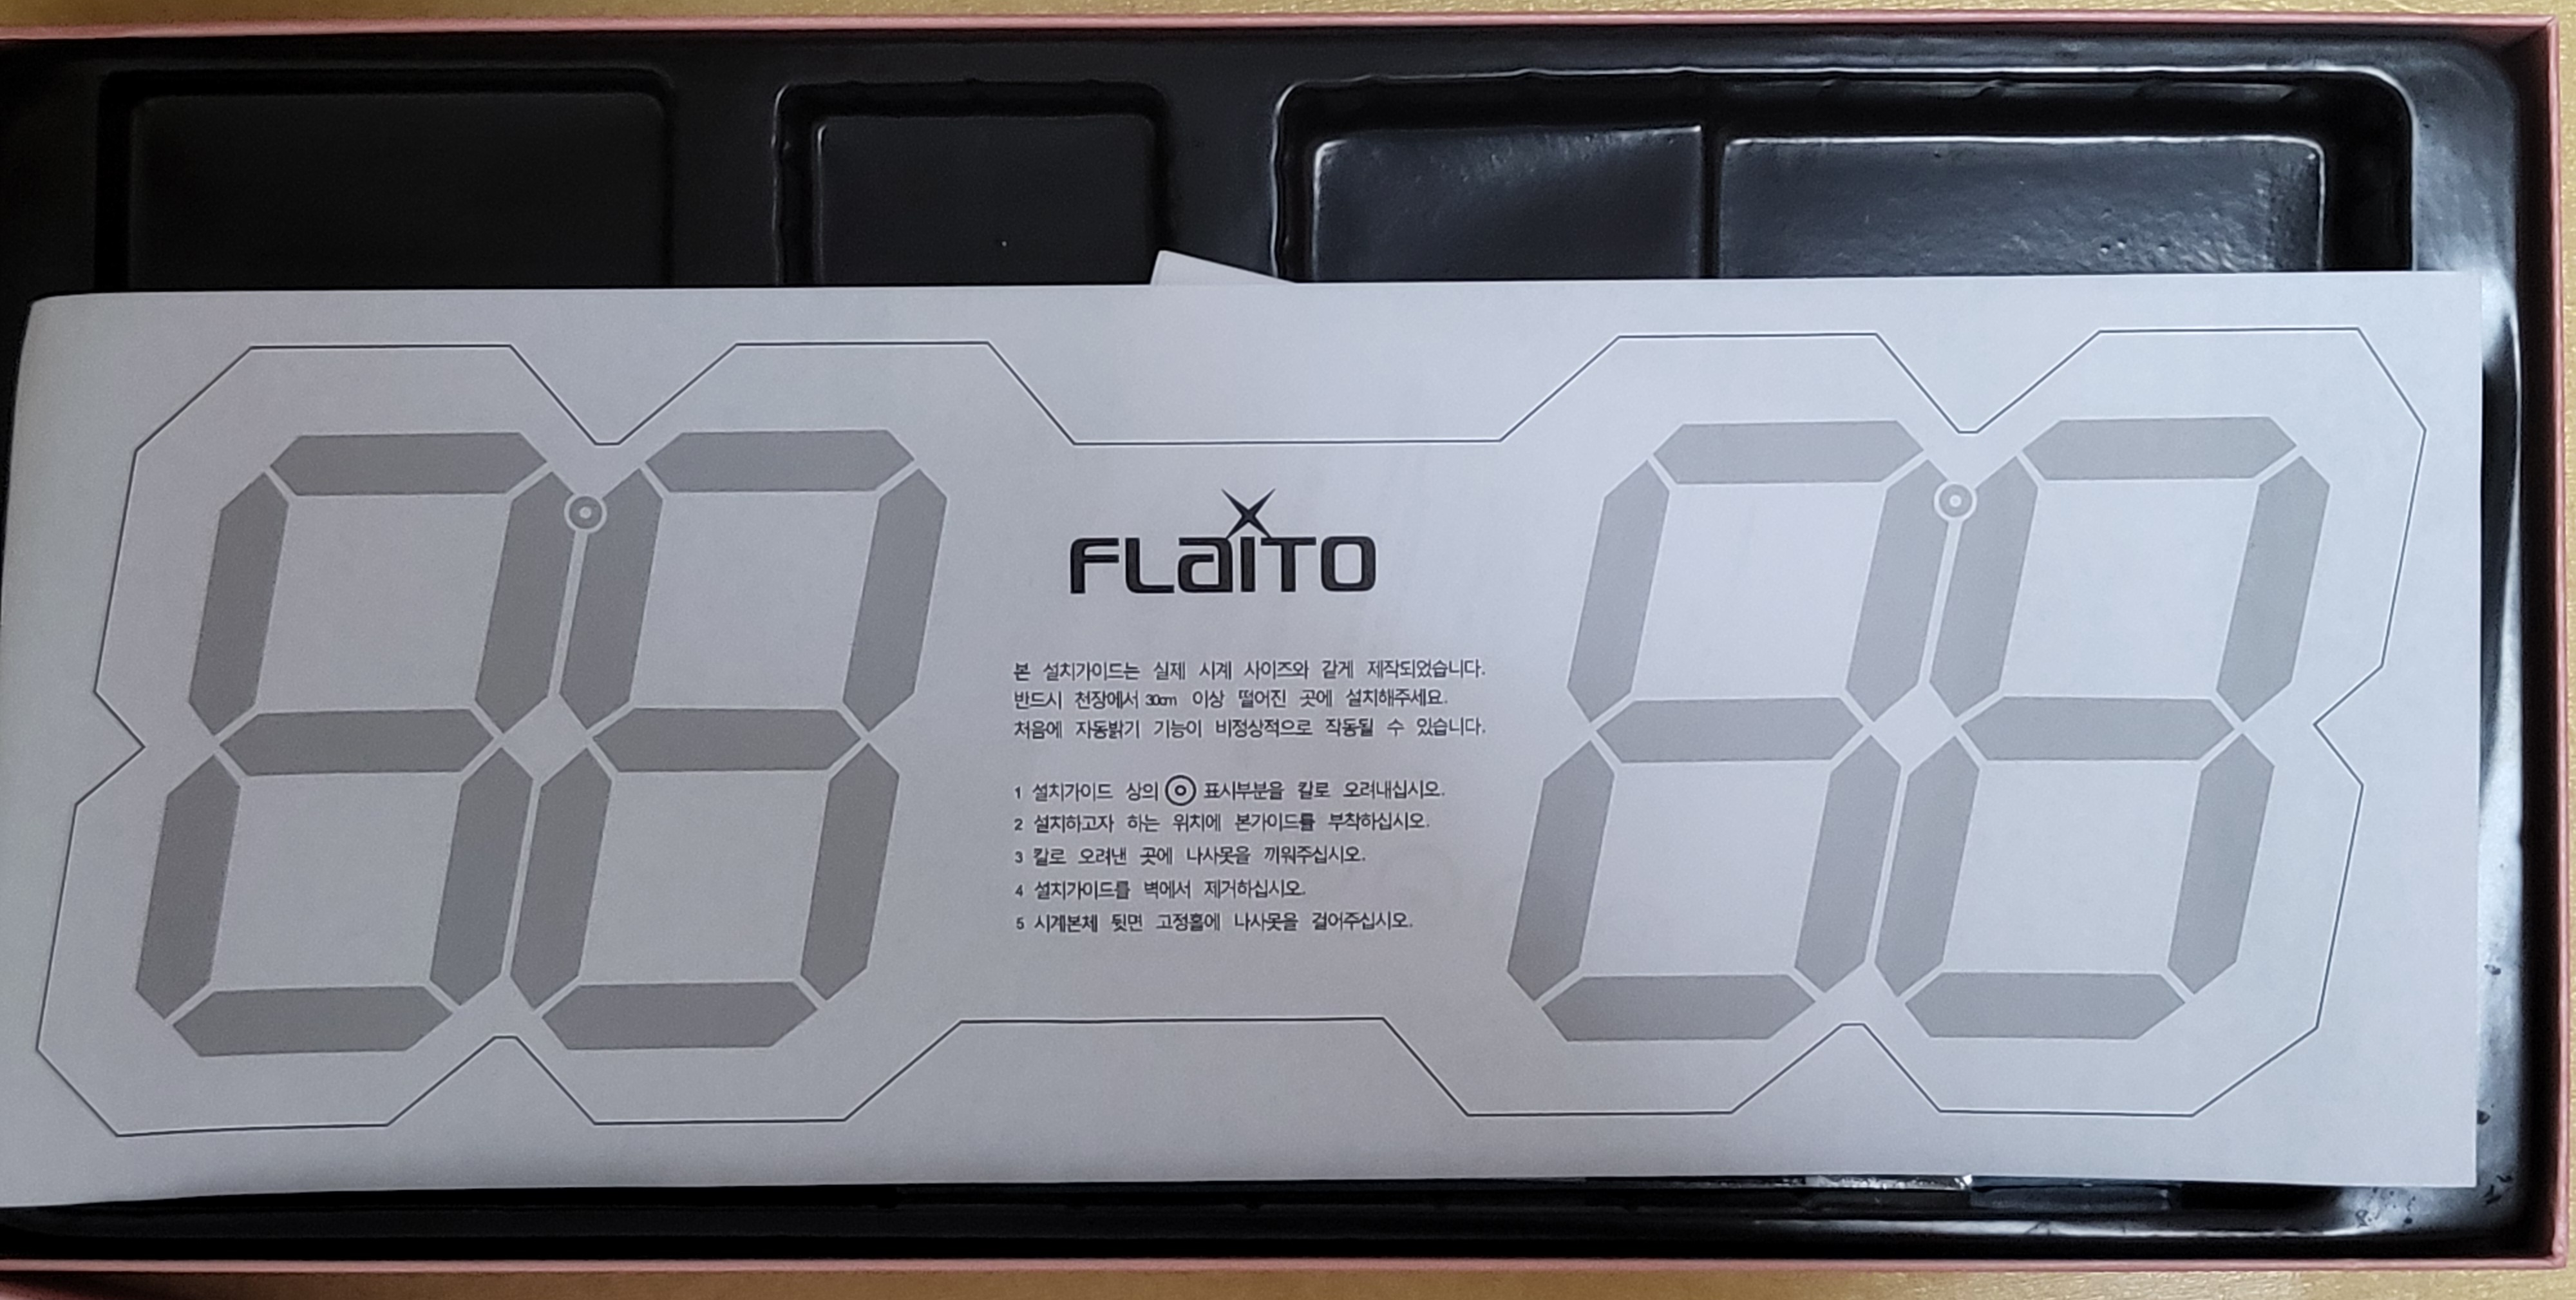 FLaITO
본 설치가이드는 실제 시계 사이즈와 같게 제작되었습니다.
반드시 천장에서 30cm 이상 떨어진 곳에 설치해주세요.
처음에 자동밝기 기능이 비정상적으로 작동될 수 있습니다.
1 설치가이드 상의 ⊙ 표시부분을 칼로 오려내십시오.
2 설치하고자 하는 위치에 본가이드를 부착하십시오.
3 칼로 오려낸 곳에 나사못을 끼워주십시오.
4 설치가이드를 벽에서 제거하십시오.
5 시계본체 뒷면 고정홀에 나사못을 걸어주십시오.